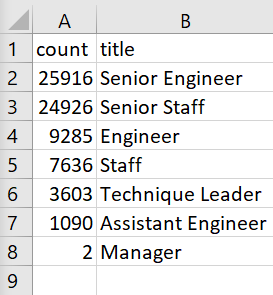 A B
1 count title
2 25916 Senior Engineer
3 24926 Senior Staff
4 9285 Engineer
5 7636 Staff
6 3603 Technique Leader
7 1090 Assistant Engineer
8 2 Manager
9